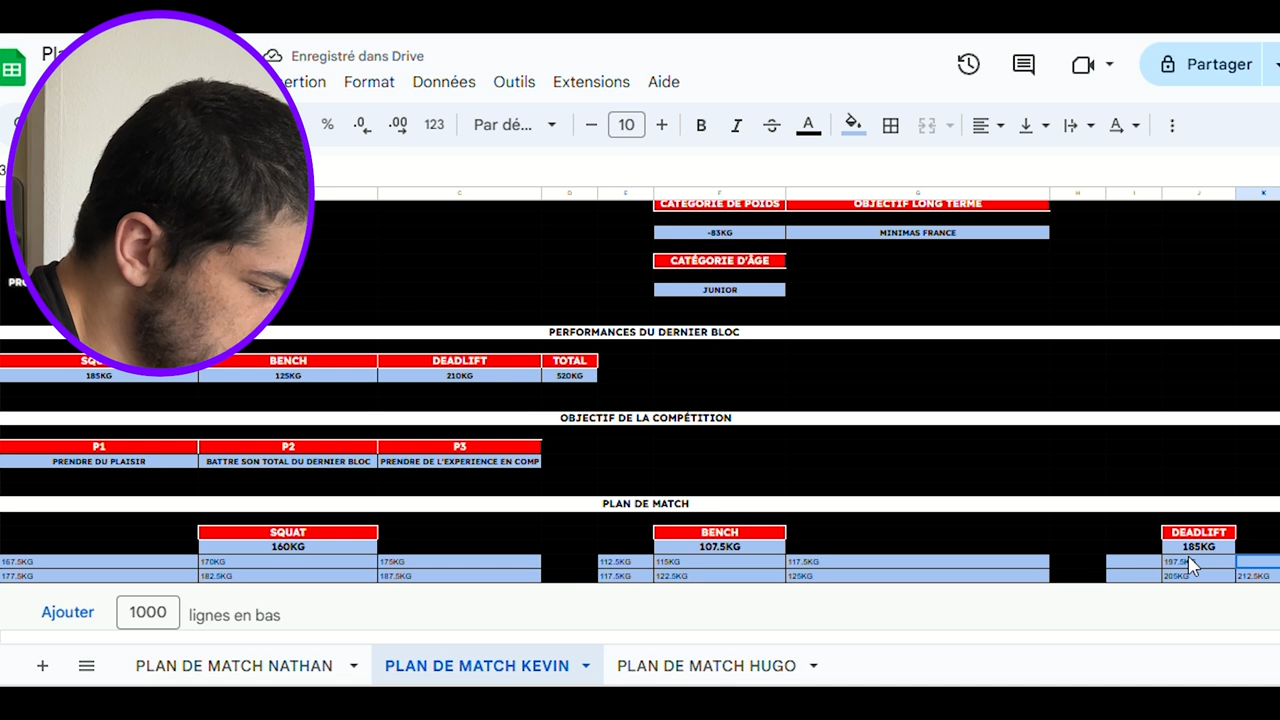 Enregistré dans Drive
ertion Format Données Outils Extensions Aide
Partager
% .0 .00 123 Par dé... 10 B I A A
C D E F G H I J K
CATÉGORIE DE POIDS OBJECTIF LONG TERME
-83KG MINIMAS FRANCE
CATÉGORIE D'ÂGE
JUNIOR
PERFORMANCES DU DERNIER BLOC
BENCH DEADLIFT TOTAL
185KG 125KG 210KG 520KG
OBJECTIF DE LA COMPÉTITION
P1 P2 P3
PRENDRE DU PLAISIR BATTRE SON TOTAL DU DERNIER BLOC PRENDRE DE L'EXPERIENCE EN COMP
PLAN DE MATCH
SQUAT BENCH DEADLIFT
160KG 107.5KG 185KG
167.5KG 170KG 175KG 112.5KG 115KG 117.5KG 197.5
177.5KG 182.5KG 187.5KG 117.5KG 122.5KG 125KG 205KG 212.5KG
Ajouter 1000 lignes en bas
PLAN DE MATCH NATHAN PLAN DE MATCH KEVIN PLAN DE MATCH HUGO